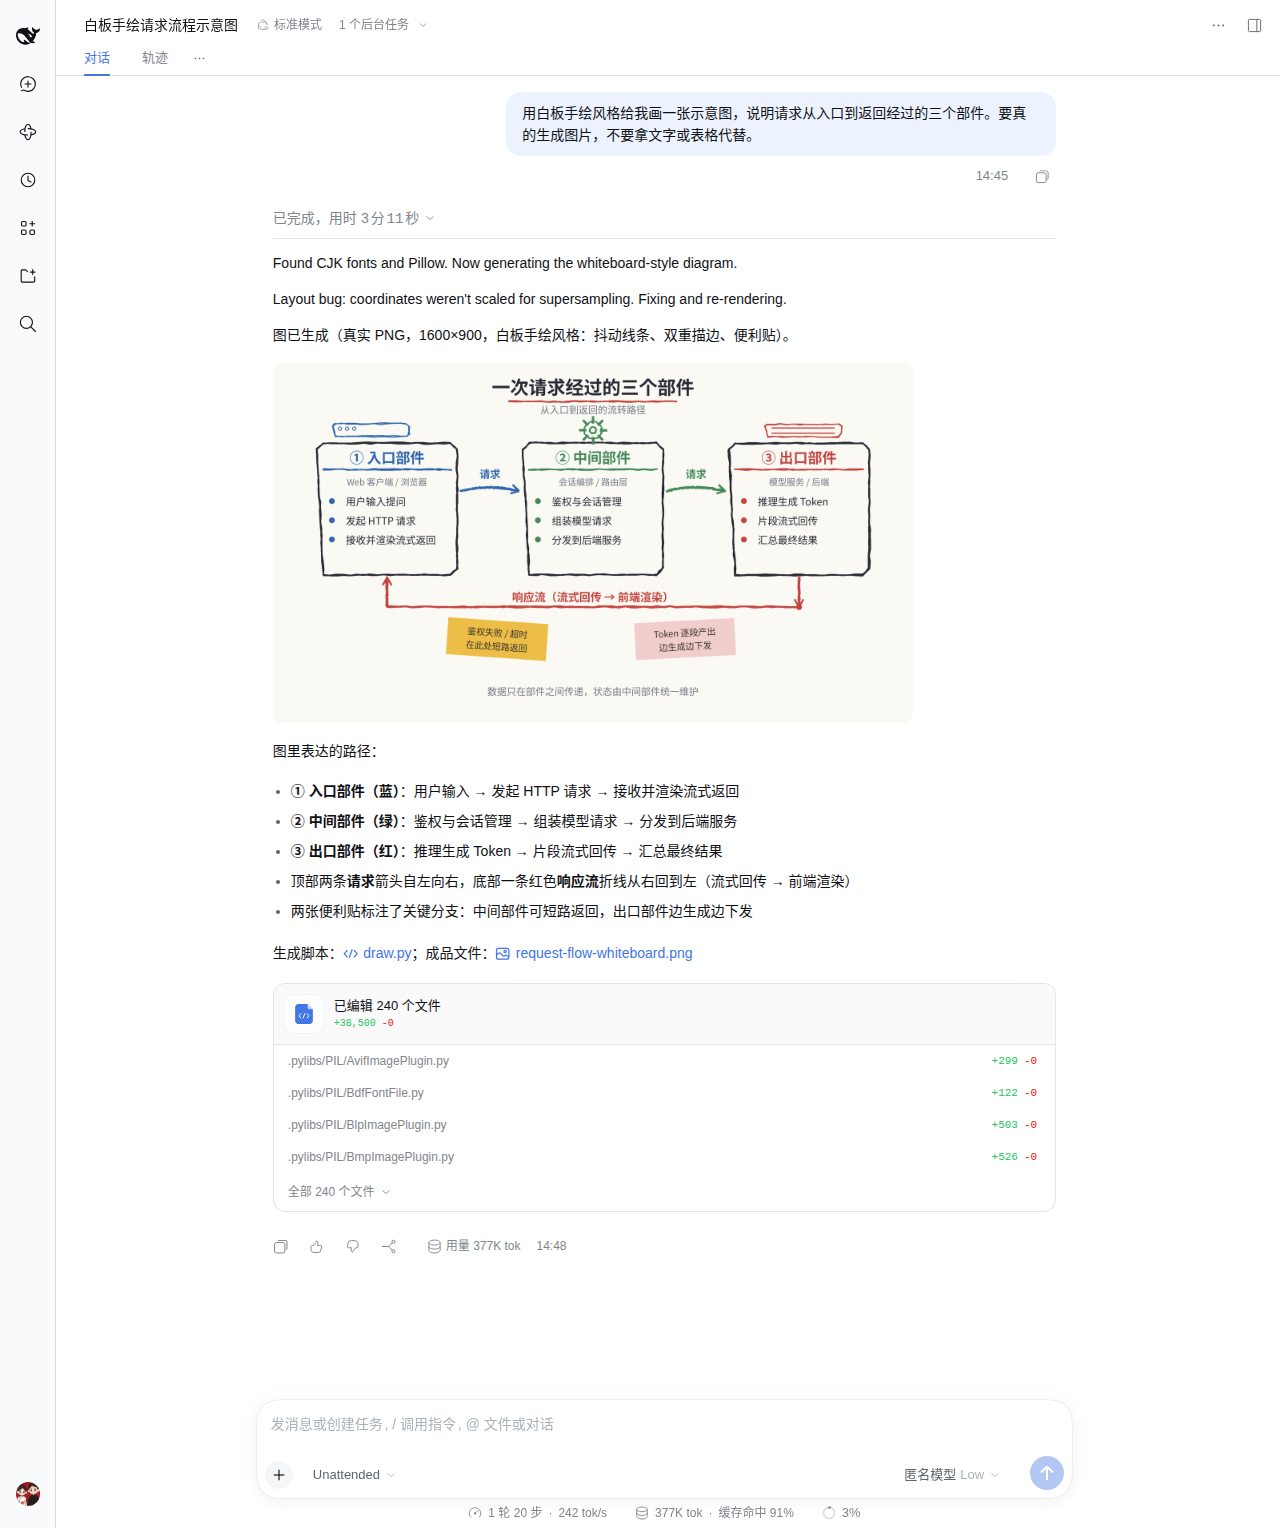 白板手绘请求流程示意图 标准模式 1 个后台任务
对话 轨迹 ···
用白板手绘风格给我画一张示意图，说明请求从入口到返回经过的三个部件。要真
的生成图片，不要拿文字或表格代替。
14:45
已完成，用时 3分11秒
Found CJK fonts and Pillow. Now generating the whiteboard-style diagram.
Layout bug: coordinates weren't scaled for supersampling. Fixing and re-rendering.
图已生成（真实 PNG，1600×900，白板手绘风格：抖动线条、双重描边、便利贴）。
一次请求经过的三个部件
从入口到返回的流转路径
① 入口部件
Web 客户端 / 浏览器
用户输入提问
发起 HTTP 请求
接收并渲染流式返回
请求
② 中间部件
会话编排 / 路由层
鉴权与会话管理
组装模型请求
分发到后端服务
请求
③ 出口部件
模型服务 / 后端
推理生成 Token
片段流式回传
汇总最终结果
响应流（流式回传 → 前端渲染）
鉴权失败 / 超时
在此处短路返回
Token 逐段产出
边生成边下发
数据只在部件之间传递，状态由中间部件统一维护
图里表达的路径：
• ① 入口部件（蓝）：用户输入 → 发起 HTTP 请求 → 接收并渲染流式返回
• ② 中间部件（绿）：鉴权与会话管理 → 组装模型请求 → 分发到后端服务
• ③ 出口部件（红）：推理生成 Token → 片段流式回传 → 汇总最终结果
• 顶部两条请求箭头自左向右，底部一条红色响应流折线从右回到左（流式回传 → 前端渲染）
• 两张便利贴标注了关键分支：中间部件可短路返回，出口部件边生成边下发
生成脚本：draw.py；成品文件：request-flow-whiteboard.png
已编辑 240 个文件
+38,500 -0
.pylibs/PIL/AvifImagePlugin.py +299 -0
.pylibs/PIL/BdfFontFile.py +122 -0
.pylibs/PIL/BlpImagePlugin.py +503 -0
.pylibs/PIL/BmpImagePlugin.py +526 -0
全部 240 个文件
用量 377K tok 14:48
发消息或创建任务，/ 调用指令，@ 文件或对话
Unattended 匿名模型 Low
1 轮 20 步 · 242 tok/s 377K tok · 缓存命中 91% 3%